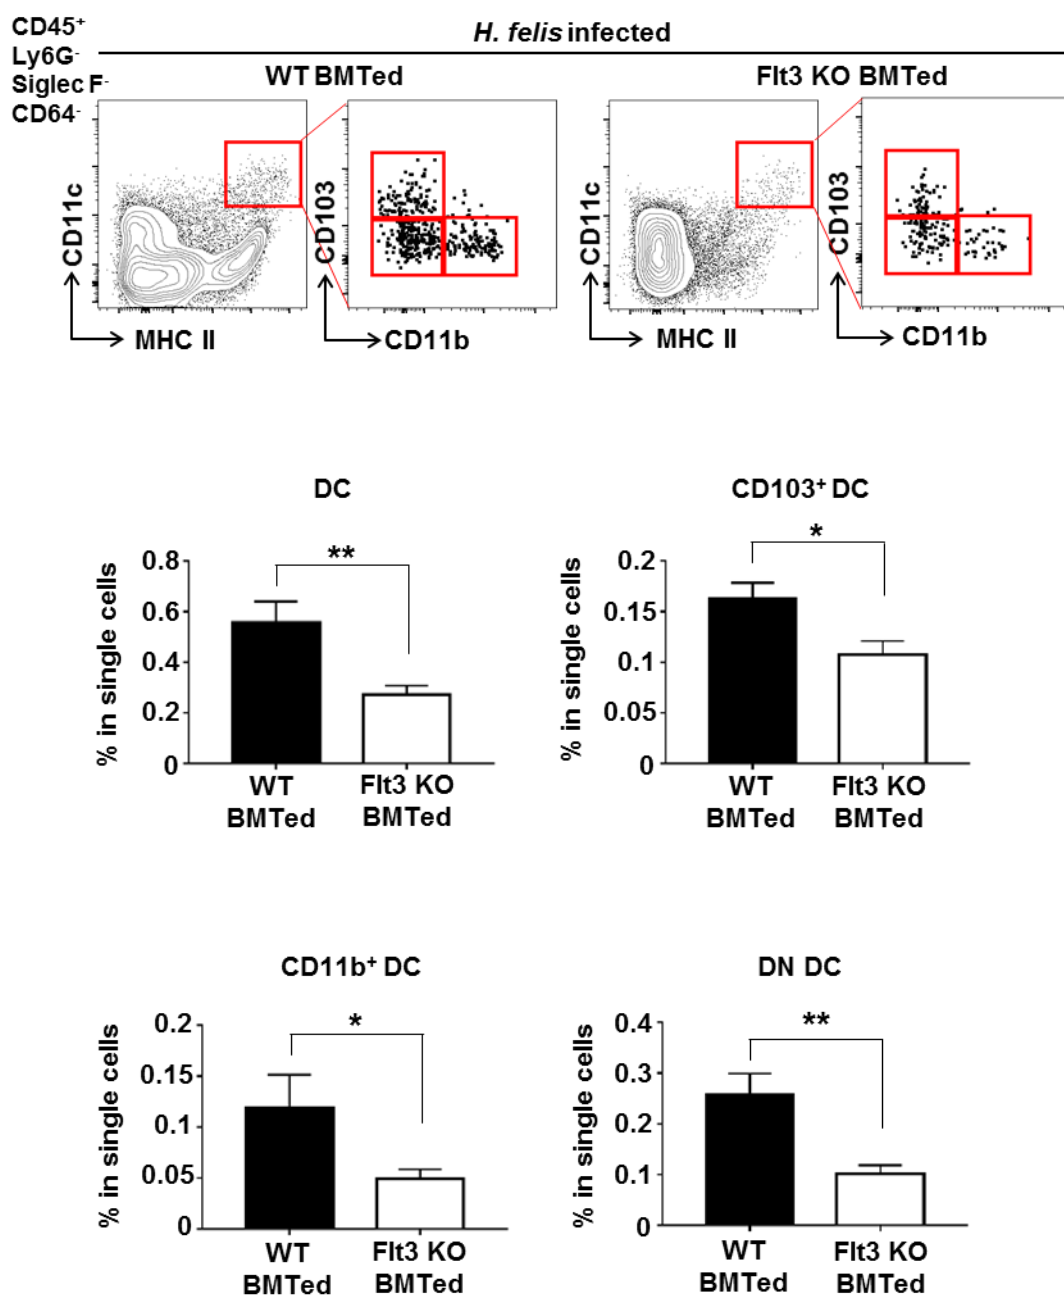 CD45⁺
Ly6G⁻
Siglec F⁻
CD64⁻
H. felis infected
WT BMTed
Flt3 KO BMTed
CD11c
MHC II
CD103
CD11b
CD11c
MHC II
CD103
CD11b
DC
**
% in single cells
0.8
0.6
0.4
0.2
0
WT
BMTed
Flt3 KO
BMTed
CD103⁺ DC
*
% in single cells
0.2
0.15
0.1
0.05
0
WT
BMTed
Flt3 KO
BMTed
CD11b⁺ DC
*
% in single cells
0.2
0.15
0.1
0.05
0
WT
BMTed
Flt3 KO
BMTed
DN DC
**
% in single cells
0.4
0.3
0.2
0.1
0
WT
BMTed
Flt3 KO
BMTed